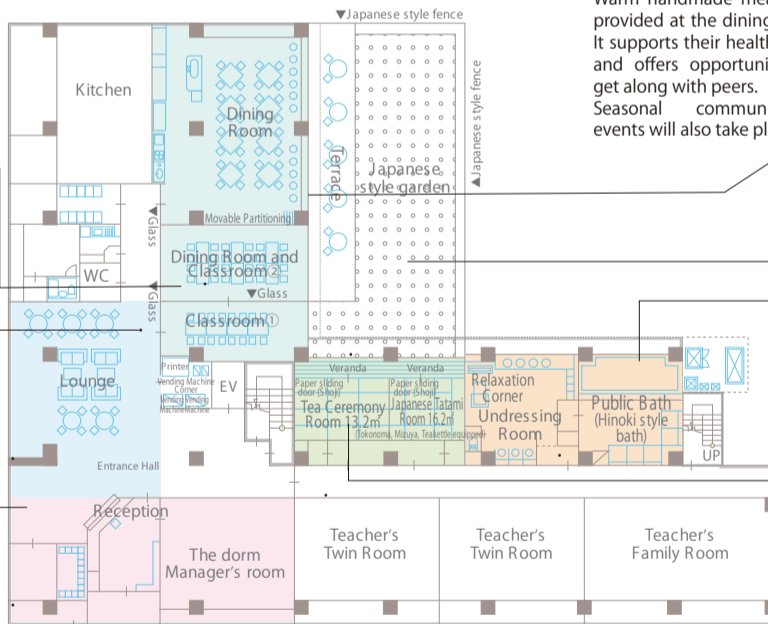 ▼Japanese style fence
Warm handmade mea
provided at the dining
It supports their health
and offers opportuni
get along with peers.
Seasonal commun
events will also take pl
Kitchen
Dining
Room
Terrace
Japanese
style garden
▲Japanese style fence
Movable Partitioning
▼Glass
WC
Dining Room and
Classroom②
▼Glass
▼Glass
Classroom①
Lounge
Printer
Vending Machine
Corner
Vending
Machine
Vending
Machine
EV
Veranda
Veranda
Paper sliding
door (Shoji)
Paper sliding
door (Shoji)
Tea Ceremony
Room 13.2m²
Japanese Tatami
Room 16.2m²
(Tokonoma, Mizuya, Teakettle equipped)
Relaxation
Corner
Undressing
Room
Public Bath
(Hinoki style
bath)
UP
Entrance Hall
Reception
The dorm
Manager's room
Teacher's
Twin Room
Teacher's
Twin Room
Teacher's
Family Room